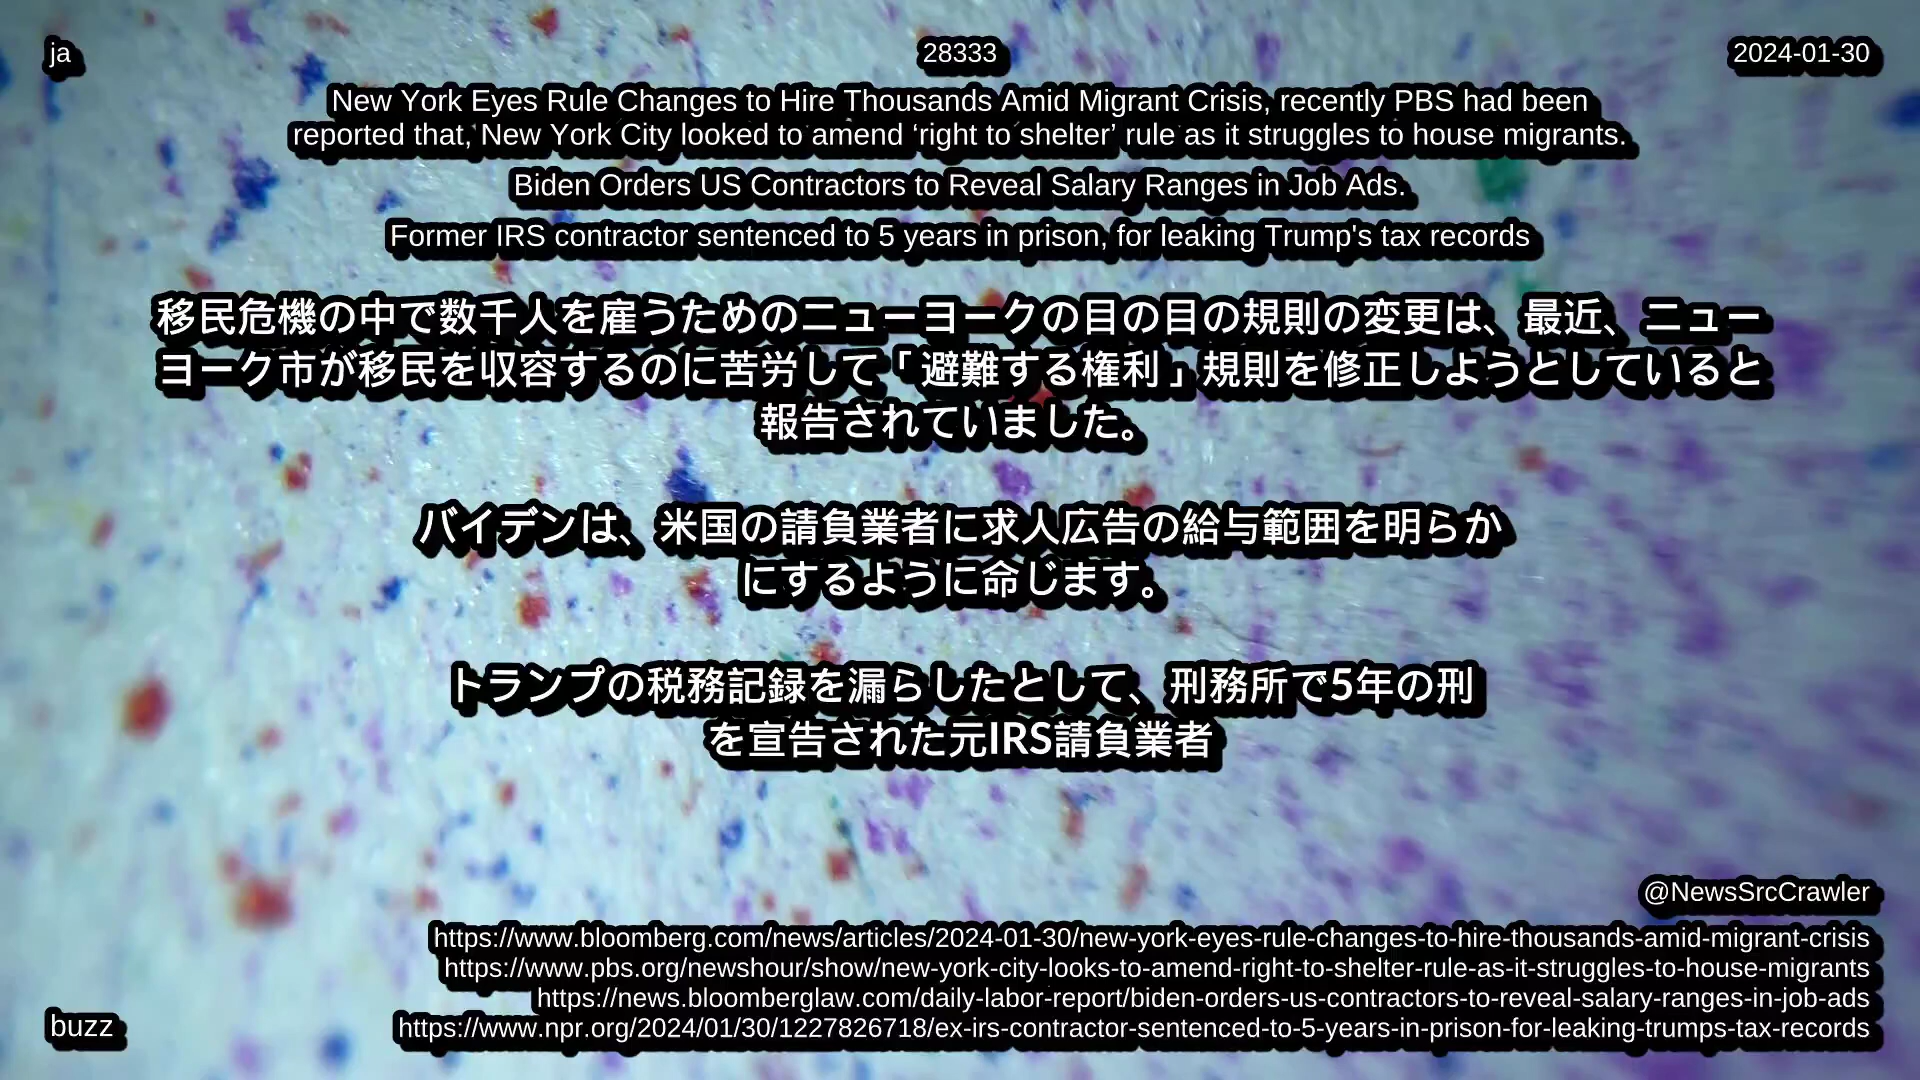 ja
28333
2024-01-30
New York Eyes Rule Changes to Hire Thousands Amid Migrant Crisis, recently PBS had been
reported that, New York City looked to amend ‘right to shelter’ rule as it struggles to house migrants.
Biden Orders US Contractors to Reveal Salary Ranges in Job Ads.
Former IRS contractor sentenced to 5 years in prison, for leaking Trump's tax records
移民危機の中で数千人を雇うためのニューヨークの目の目の規則の変更は、最近、ニュー
ヨーク市が移民を収容するのに苦労して「避難する権利」規則を修正しようとしていると
報告されていました。
バイデンは、米国の請負業者に求人広告の給与範囲を明らか
にするように命じます。
トランプの税務記録を漏らしたとして、刑務所で5年の刑
を宣告された元IRS請負業者
@NewsSrcCrawler
https://www.bloomberg.com/news/articles/2024-01-30/new-york-eyes-rule-changes-to-hire-thousands-amid-migrant-crisis
https://www.pbs.org/newshour/show/new-york-city-looks-to-amend-right-to-shelter-rule-as-it-struggles-to-house-migrants
https://news.bloomberglaw.com/daily-labor-report/biden-orders-us-contractors-to-reveal-salary-ranges-in-job-ads
https://www.npr.org/2024/01/30/1227826718/ex-irs-contractor-sentenced-to-5-years-in-prison-for-leaking-trumps-tax-records
buzz